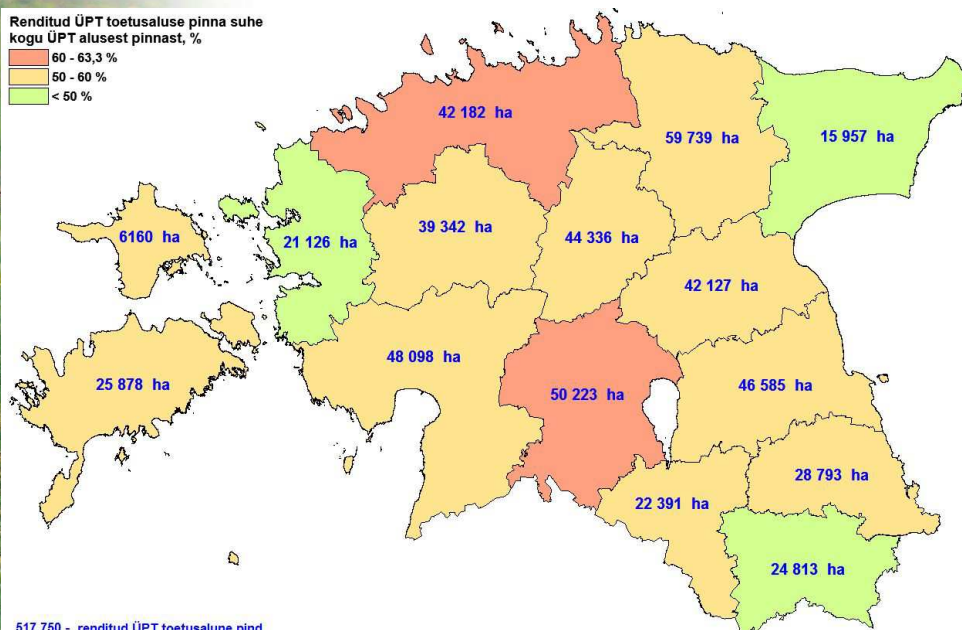 Renditud ÜPT toetusaluse pinna suhe
kogu ÜPT alusest pinnast, %
60 - 63,3 %
50 - 60 %
< 50 %
42 182 ha
59 739 ha
15 957 ha
6160 ha
21 126 ha
39 342 ha
44 336 ha
42 127 ha
25 878 ha
48 098 ha
50 223 ha
46 585 ha
22 391 ha
28 793 ha
24 813 ha
517 750 - renditud ÜPT toetusalune pind